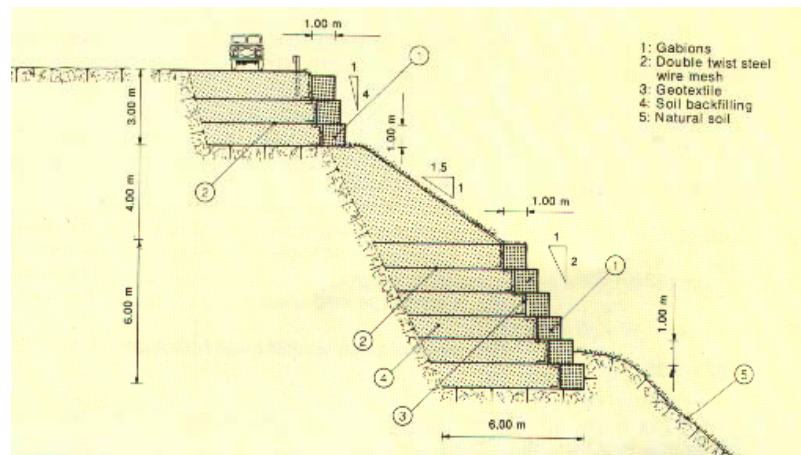 1.00 m
1: Gabions
2: Double twist steel
wire mesh
3: Geotextile
4: Soil backfilling
5: Natural soil
1
1
4
3.00 m
1.00 m
1.5
1
2
4.00 m
1.00 m
1
2
1
6.00 m
1.00 m
2
4
3
5
6.00 m